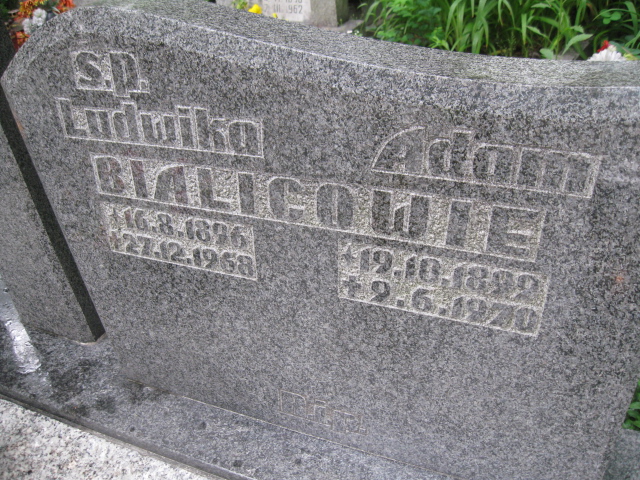 Ś.P.
Ludwika
Adam
BIALICOWIE
* 16.8.1896
+ 27.12.1968
* 19.10.1899
+ 9.6.1970